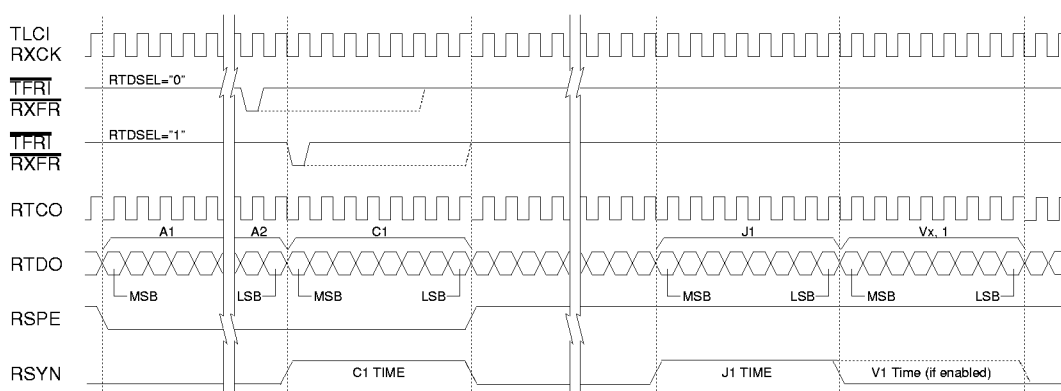 TLCI
RXCK
TFRI RTDSEL="0"
RXFR
TFRI RTDSEL="1"
RXFR
RTCO
A1 A2 C1 J1 Vx, 1
RTDO
MSB LSB MSB LSB MSB LSB MSB LSB
RSPE
RSYN C1 TIME J1 TIME V1 Time (if enabled)